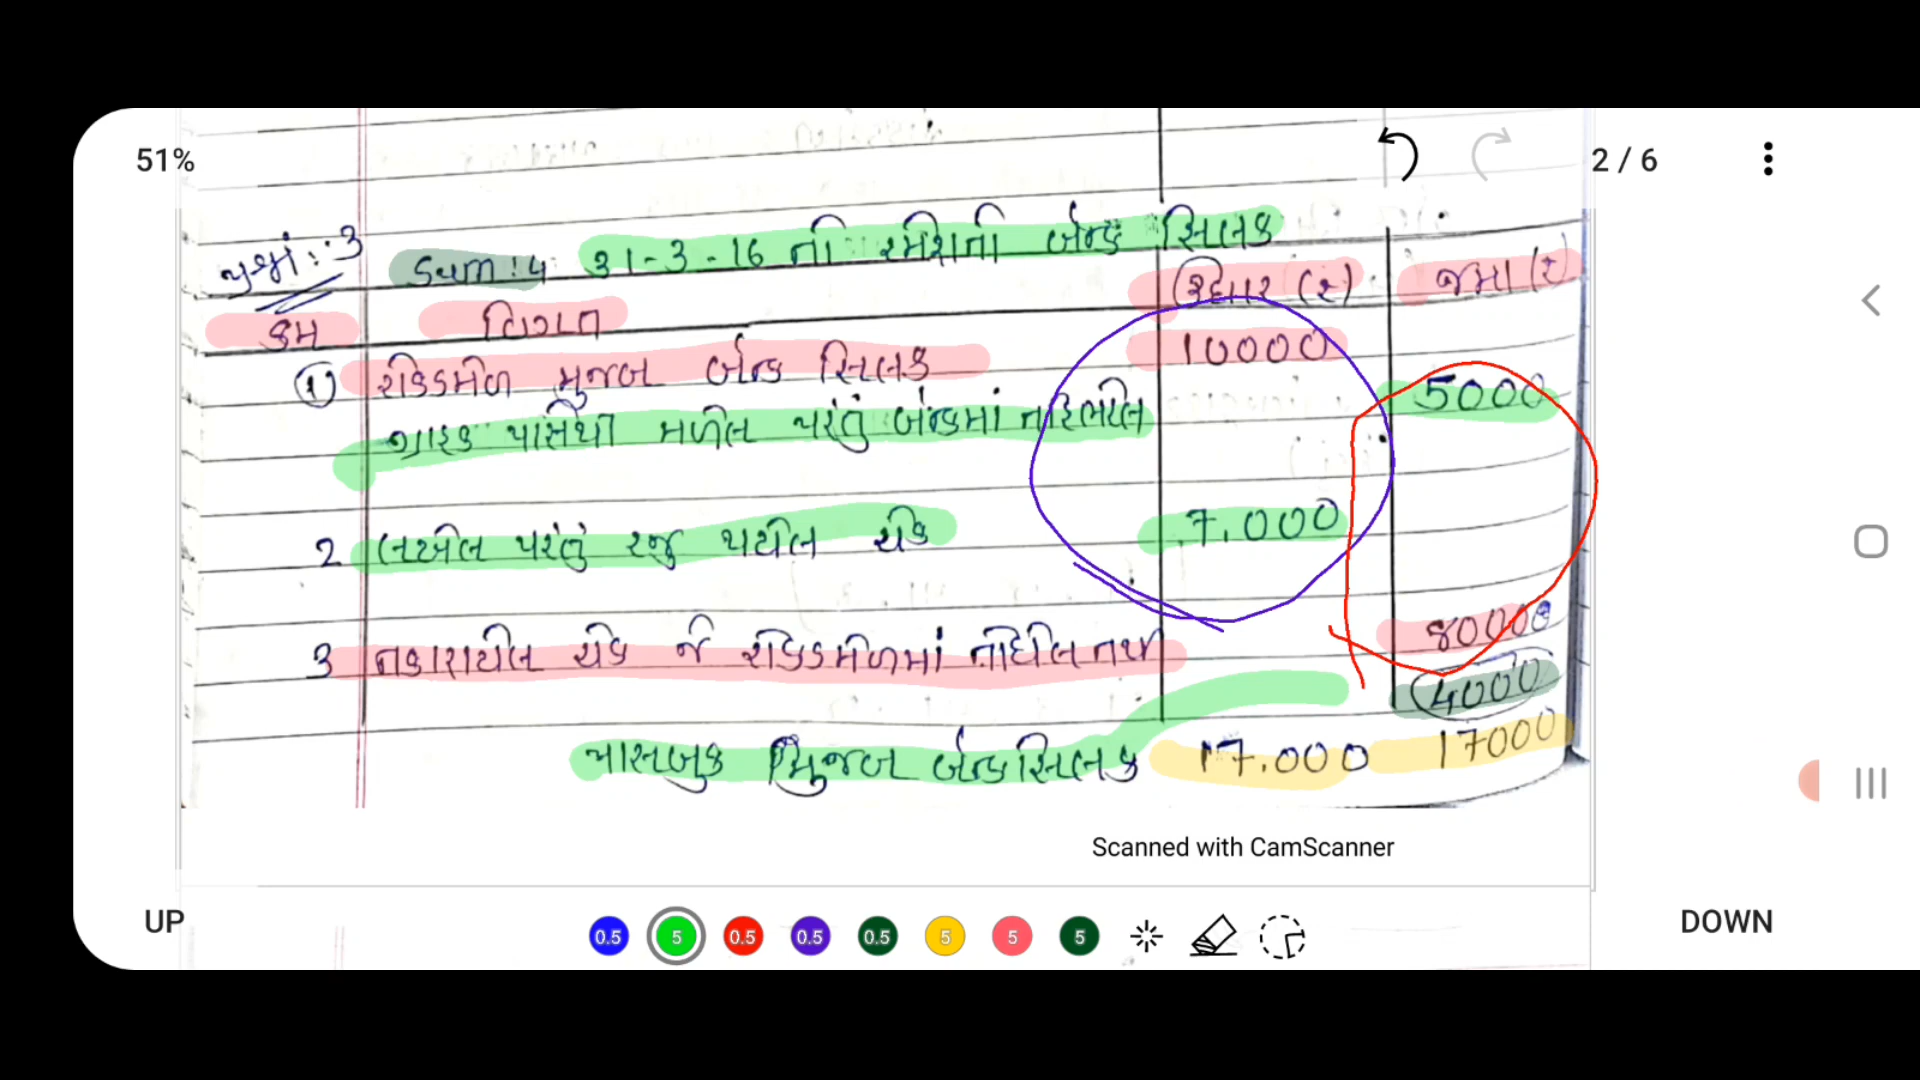 51%
2 / 6
Sum : 4 31-3-16 ની રમેશની બેન્ક સિલક
ઉધાર (૨) જમા (૨)
ક્રમ વિગત
① રોકડમેળ મુજબ બેન્ક સિલક 10000
5000
ગ્રાહક પાસેથી મળેલ પરંતુ બેન્કમાં નહિ ભરેલ
2 લખેલ પરંતુ રજુ થયેલ ચેક 7.000
3 નકારાયેલ ચેક જે રોકડમેળમાં નોંધેલ નથી 8000
4000
પાસબુક મુજબ બેન્ક સિલક 17.000 17000
Scanned with CamScanner
UP
0.5 5 0.5 0.5 0.5 5 5 5
DOWN